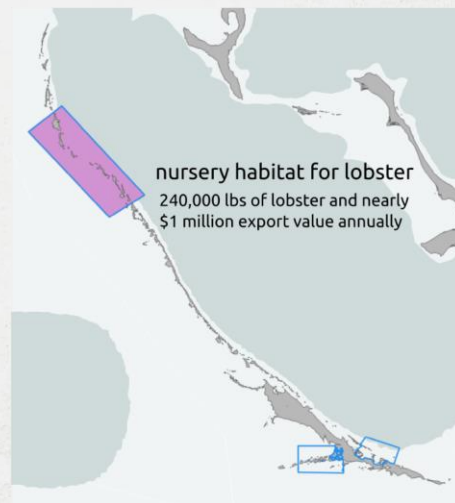 nursery habitat for lobster
240,000 lbs of lobster and nearly
$1 million export value annually